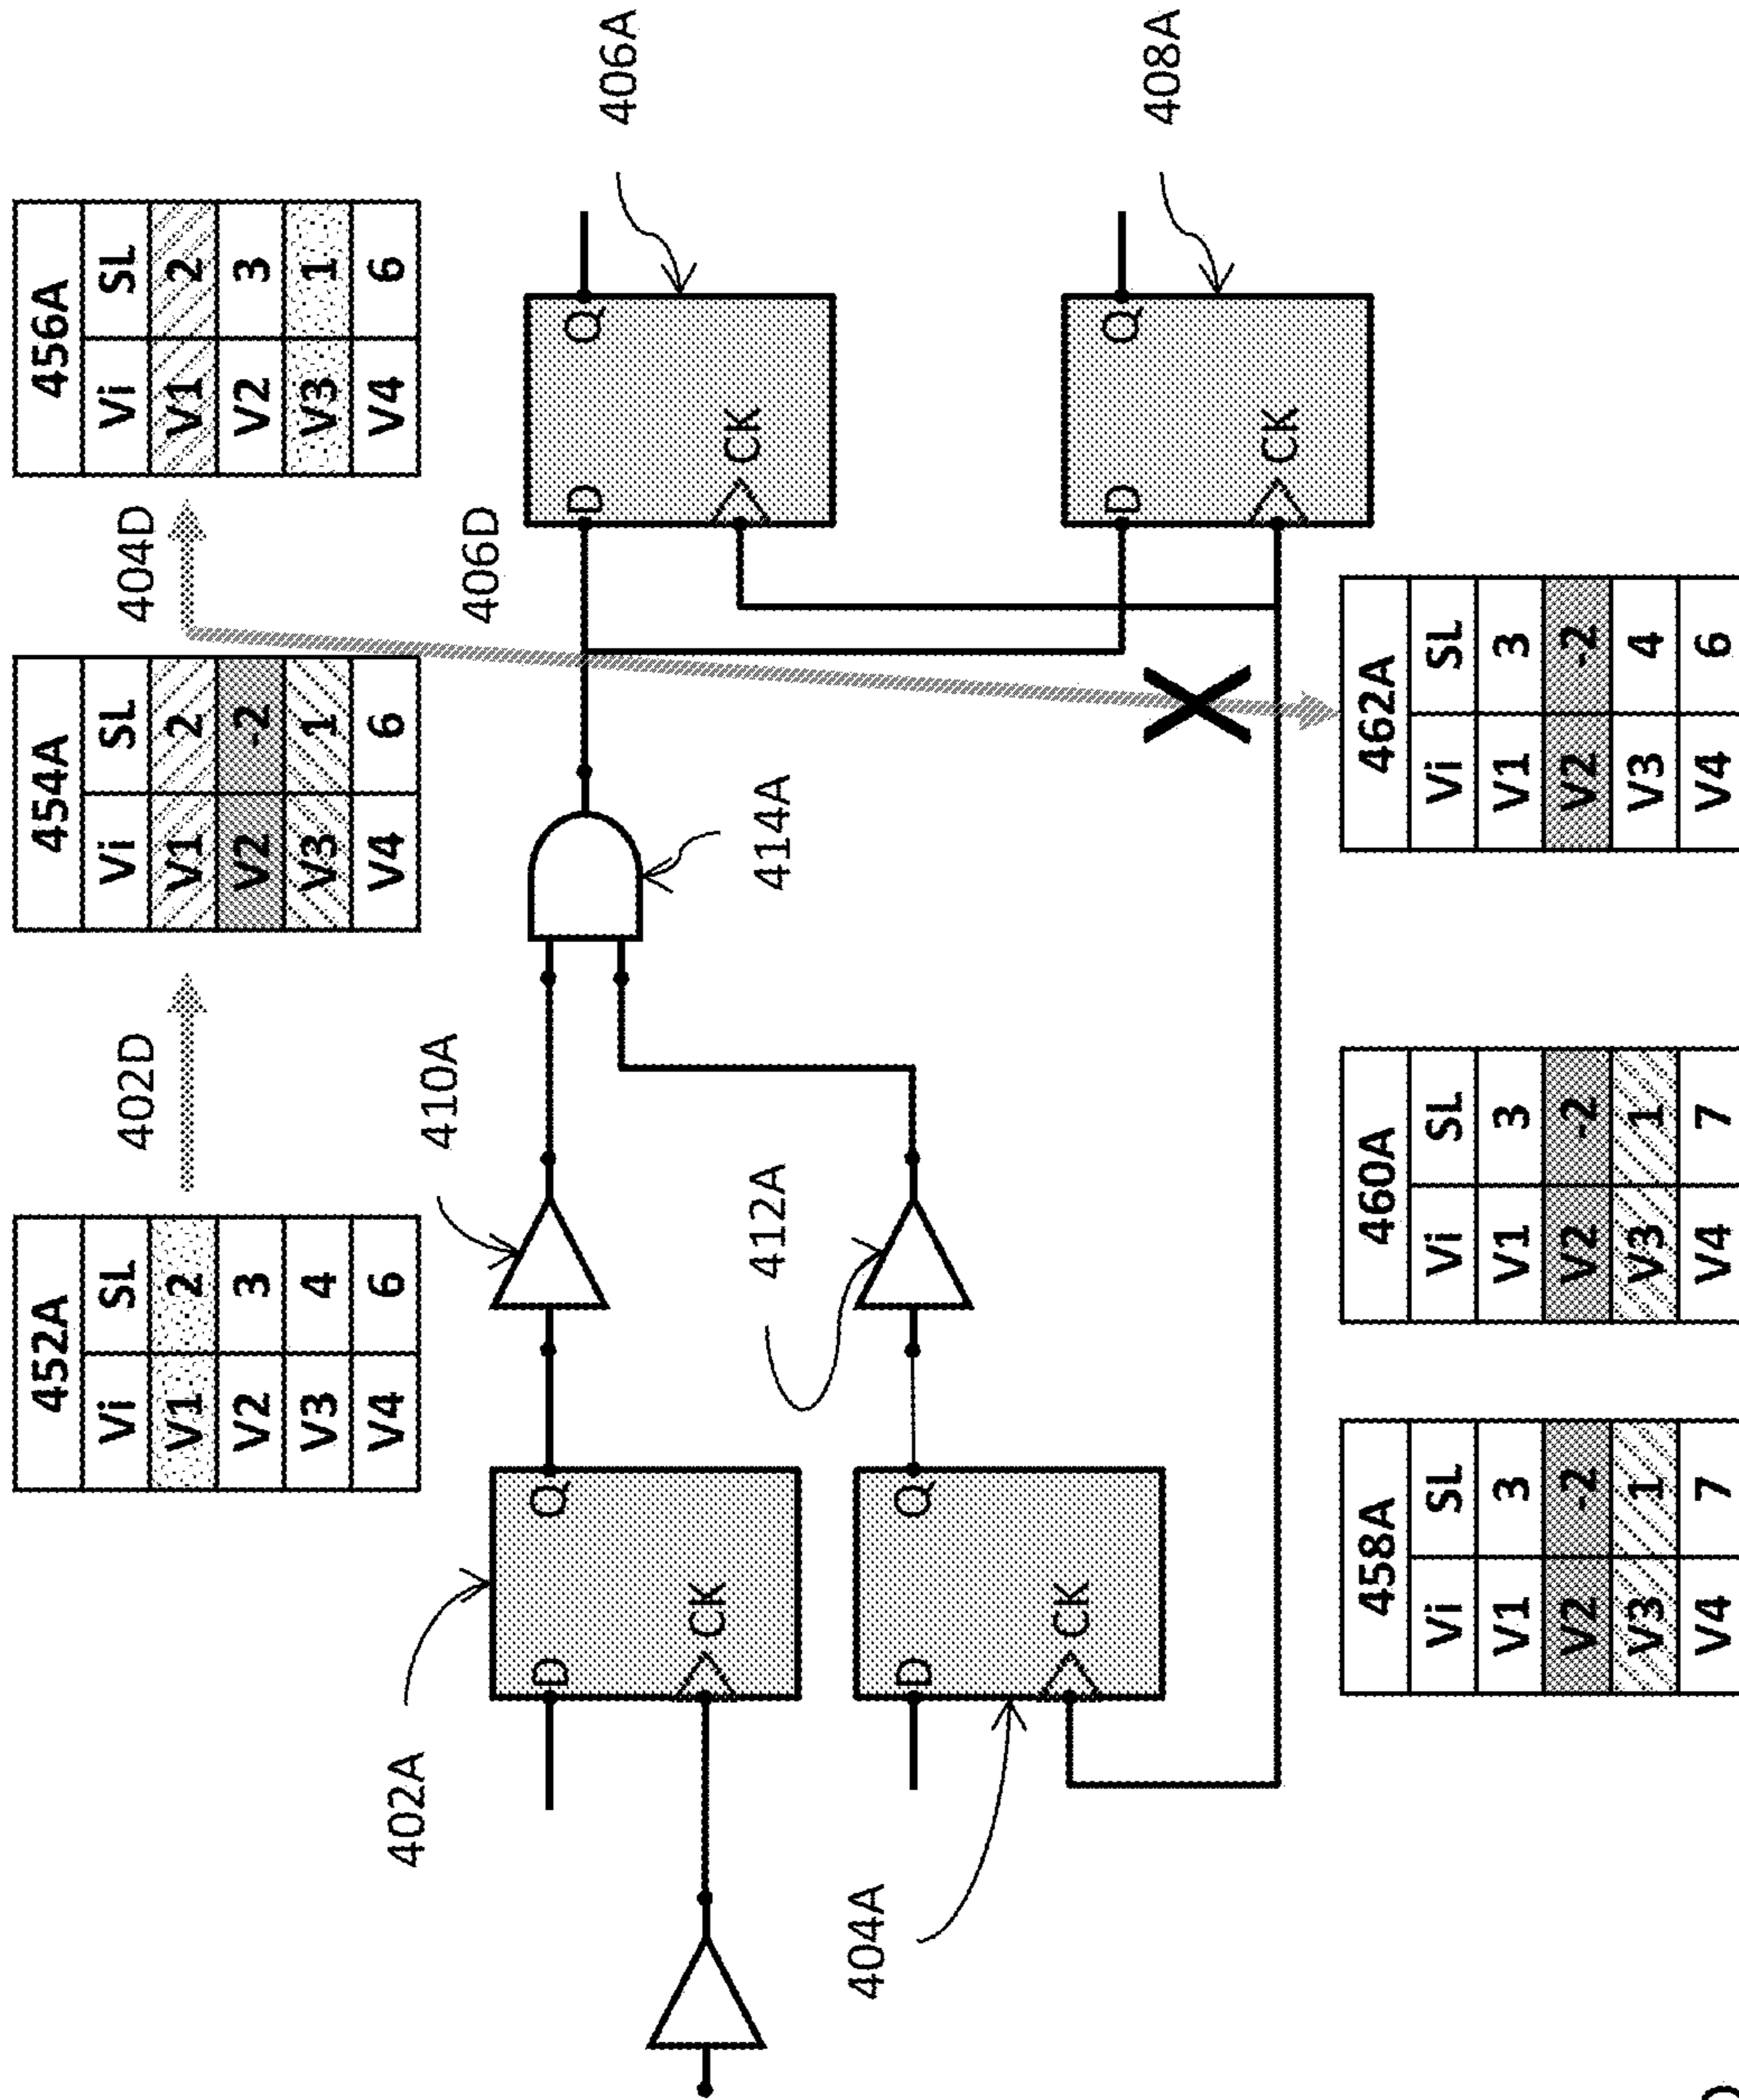 452A
Vi SL
V1 2
V2 3
V3 4
V4 6
402D
454A
Vi SL
V1 2
V2 -2
V3 1
V4 6
404D
456A
Vi SL
V1 2
V2 3
V3 1
V4 6
402A
D Q
CK
410A
414A
406D
D Q
CK
406A
404A
D Q
CK
412A
D Q
CK
408A
458A
Vi SL
V1 3
V2 -2
V3 1
V4 7
460A
Vi SL
V1 3
V2 -2
V3 1
V4 7
462A
Vi SL
V1 3
V2 -2
V3 4
V4 6